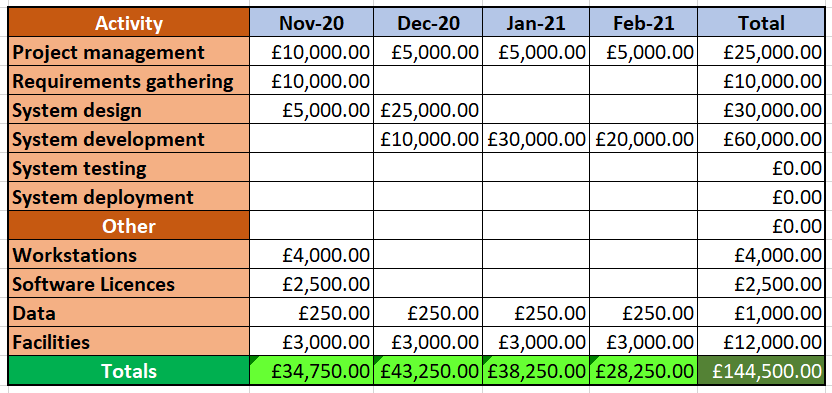 Activity Nov-20 Dec-20 Jan-21 Feb-21 Total
Project management £10,000.00 £5,000.00 £5,000.00 £5,000.00 £25,000.00
Requirements gathering £10,000.00 £10,000.00
System design £5,000.00 £25,000.00 £30,000.00
System development £10,000.00 £30,000.00 £20,000.00 £60,000.00
System testing £0.00
System deployment £0.00
Other £0.00
Workstations £4,000.00 £4,000.00
Software Licences £2,500.00 £2,500.00
Data £250.00 £250.00 £250.00 £250.00 £1,000.00
Facilities £3,000.00 £3,000.00 £3,000.00 £3,000.00 £12,000.00
Totals £34,750.00 £43,250.00 £38,250.00 £28,250.00 £144,500.00